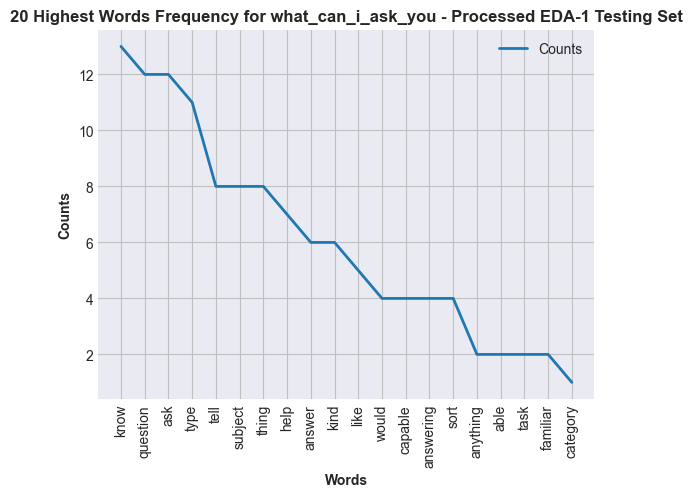 20 Highest Words Frequency for what_can_i_ask_you - Processed EDA-1 Testing Set
Counts
12
10
8
6
4
2
Counts
know
question
ask
type
tell
subject
thing
help
answer
kind
like
would
capable
answering
sort
anything
able
task
familiar
category
Words